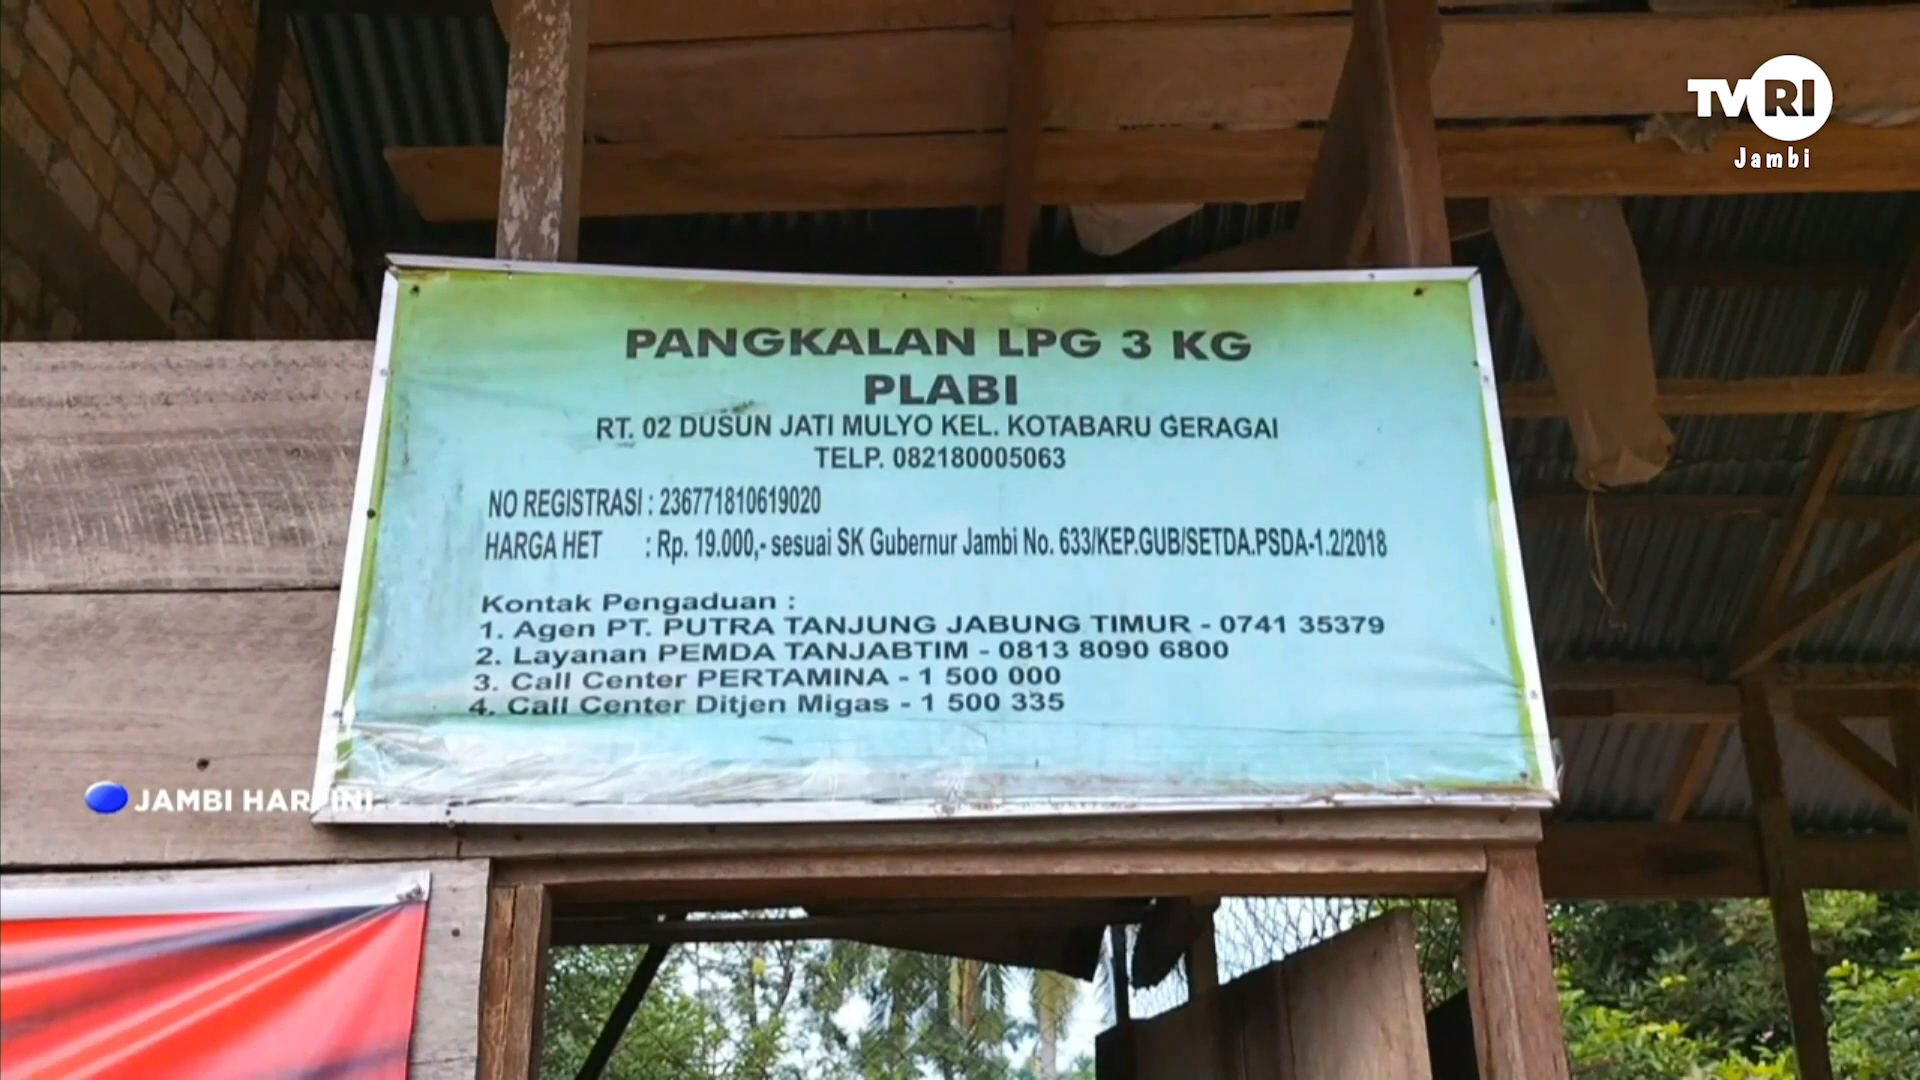 TVRI
Jambi
PANGKALAN LPG 3 KG
PLABI
RT. 02 DUSUN JATI MULYO KEL. KOTABARU GERAGAI
TELP. 082180005063
NO REGISTRASI : 236771810619020
HARGA HET : Rp. 19.000,- sesuai SK Gubernur Jambi No. 633/KEP.GUB/SETDA.PSDA-1.2/2018
Kontak Pengaduan :
1. Agen PT. PUTRA TANJUNG JABUNG TIMUR - 0741 35379
2. Layanan PEMDA TANJABTIM - 0813 8090 6800
3. Call Center PERTAMINA - 1 500 000
4. Call Center Ditjen Migas - 1 500 335
JAMBI HARI INI